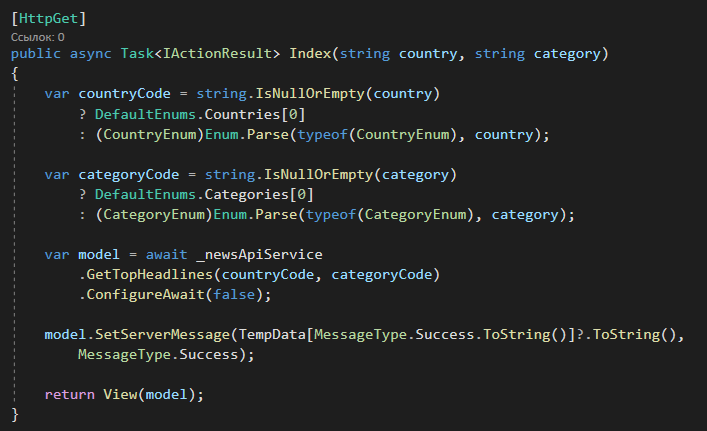 [HttpGet]
Ссылок: 0
public async Task<IActionResult> Index(string country, string category)
{
    var countryCode = string.IsNullOrEmpty(country)
        ? DefaultEnums.Countries[0]
        : (CountryEnum)Enum.Parse(typeof(CountryEnum), country);

    var categoryCode = string.IsNullOrEmpty(category)
        ? DefaultEnums.Categories[0]
        : (CategoryEnum)Enum.Parse(typeof(CategoryEnum), category);

    var model = await _newsApiService
        .GetTopHeadlines(countryCode, categoryCode)
        .ConfigureAwait(false);

    model.SetServerMessage(TempData[MessageType.Success.ToString()]?.ToString(),
        MessageType.Success);

    return View(model);
}